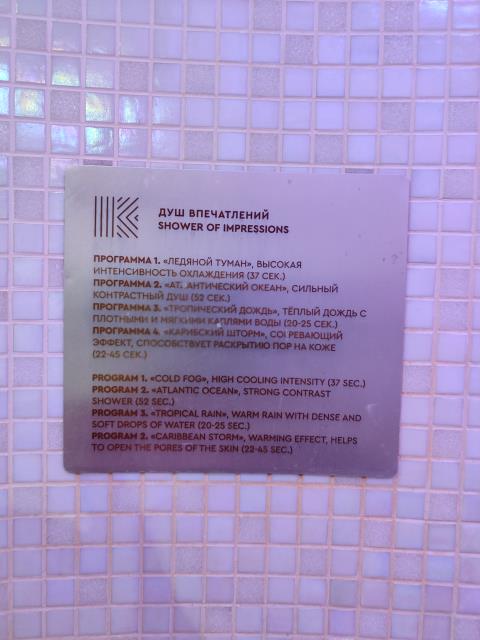 ДУШ ВПЕЧАТЛЕНИЙ
SHOWER OF IMPRESSIONS
ПРОГРАММА 1. «ЛЕДЯНОЙ ТУМАН», ВЫСОКАЯ
ИНТЕНСИВНОСТЬ ОХЛАЖДЕНИЯ (37 СЕК.)
ПРОГРАММА 2. «АТЛАНТИЧЕСКИЙ ОКЕАН», СИЛЬНЫЙ
КОНТРАСТНЫЙ ДУШ (52 СЕК.)
ПРОГРАММА 3. «ТРОПИЧЕСКИЙ ДОЖДЬ», ТЁПЛЫЙ ДОЖДЬ С
ПЛОТНЫМИ И МЯГКИМИ КАПЛЯМИ ВОДЫ (20-25 СЕК.)
ПРОГРАММА 4. «КАРИБСКИЙ ШТОРМ», СОГРЕВАЮЩИЙ
ЭФФЕКТ, СПОСОБСТВУЕТ РАСКРЫТИЮ ПОР НА КОЖЕ
(22-45 СЕК.)
PROGRAM 1. «COLD FOG», HIGH COOLING INTENSITY (37 SEC.)
PROGRAM 2. «ATLANTIC OCEAN», STRONG CONTRAST
SHOWER (52 SEC.)
PROGRAM 3. «TROPICAL RAIN», WARM RAIN WITH DENSE AND
SOFT DROPS OF WATER (20-25 SEC.)
PROGRAM 2. «CARIBBEAN STORM», WARMING EFFECT, HELPS
TO OPEN THE PORES OF THE SKIN (22-45 SEC.)